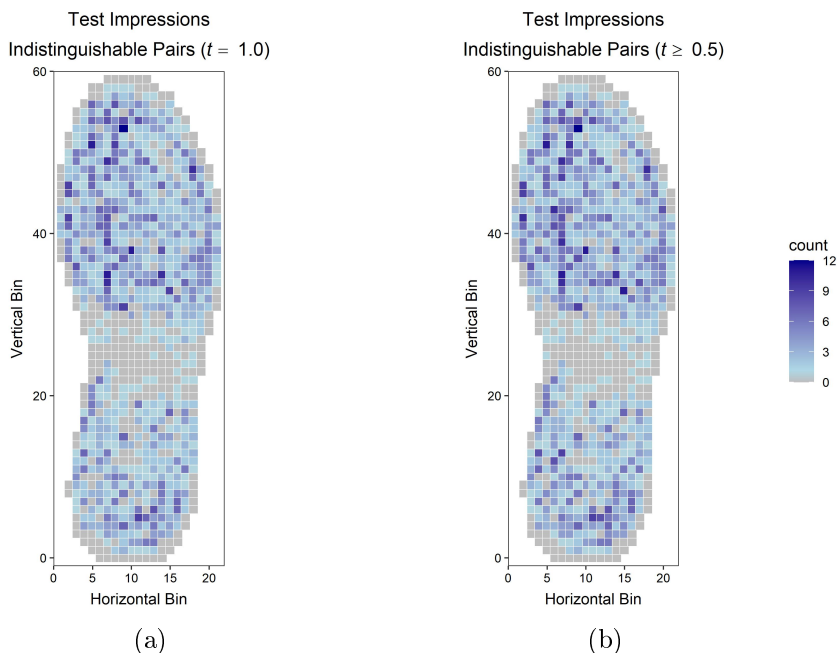 Test Impressions
Indistinguishable Pairs (t = 1.0)
60
40
20
0
Vertical Bin
0 5 10 15 20
Horizontal Bin
(a)
Test Impressions
Indistinguishable Pairs (t ≥ 0.5)
60
40
20
0
Vertical Bin
0 5 10 15 20
Horizontal Bin
(b)
count
12
9
6
3
0